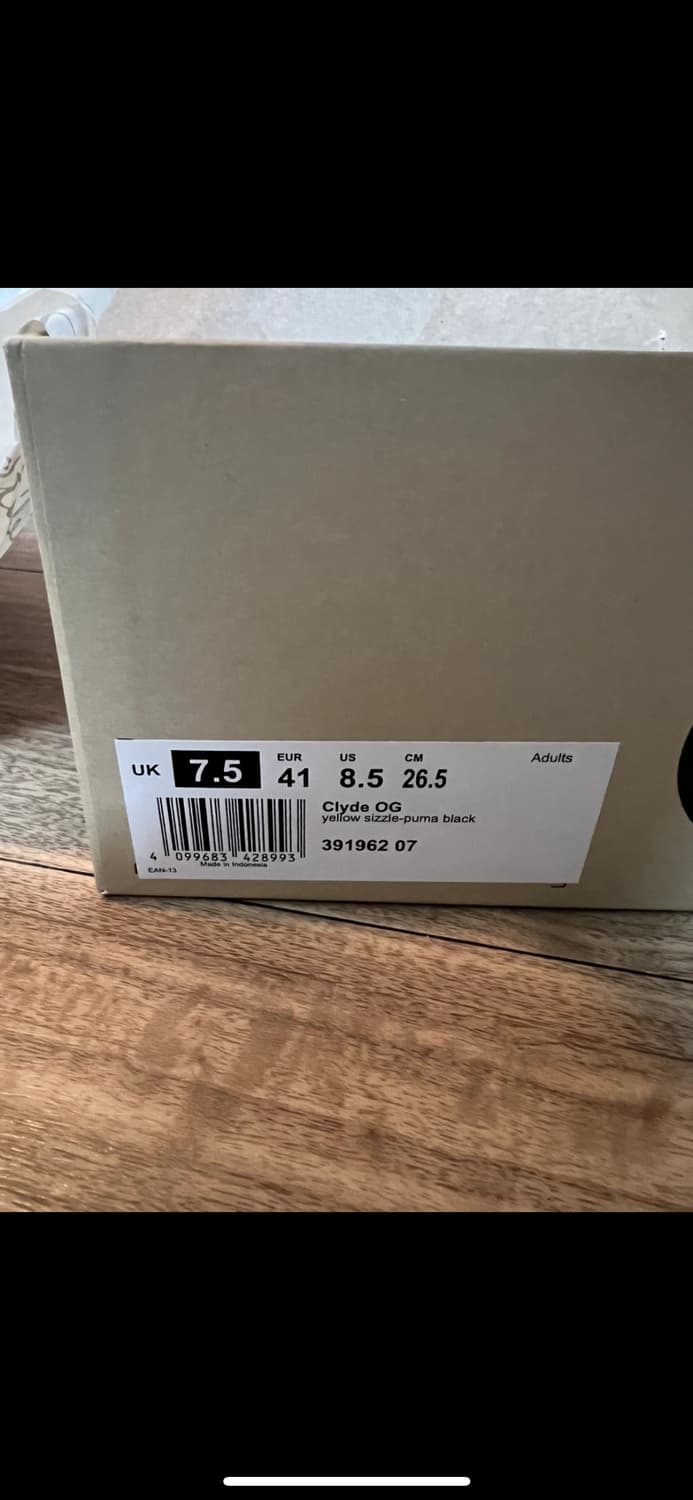 UK 7.5 EUR 41 US 8.5 CM 26.5 Adults
Clyde OG
yellow sizzle-puma black
391962 07
4 099683 428993
Made in Indonesia
EAN-13